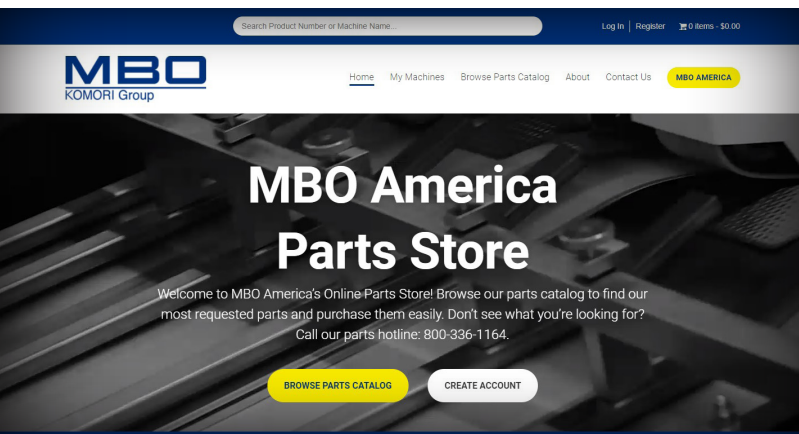 Search Product Number or Machine Name...
Log In | Register
0 items - $0.00
MBO
KOMORI Group
Home
My Machines
Browse Parts Catalog
About
Contact Us
MBO AMERICA
MBO America
Parts Store
Welcome to MBO America's Online Parts Store! Browse our parts catalog to find our
most requested parts and purchase them easily. Don't see what you're looking for?
Call our parts hotline: 800-336-1164.
BROWSE PARTS CATALOG
CREATE ACCOUNT